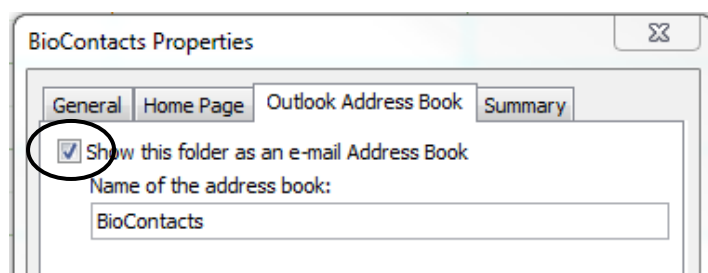 BioContacts Properties
General Home Page Outlook Address Book Summary
Show this folder as an e-mail Address Book
Name of the address book:
BioContacts